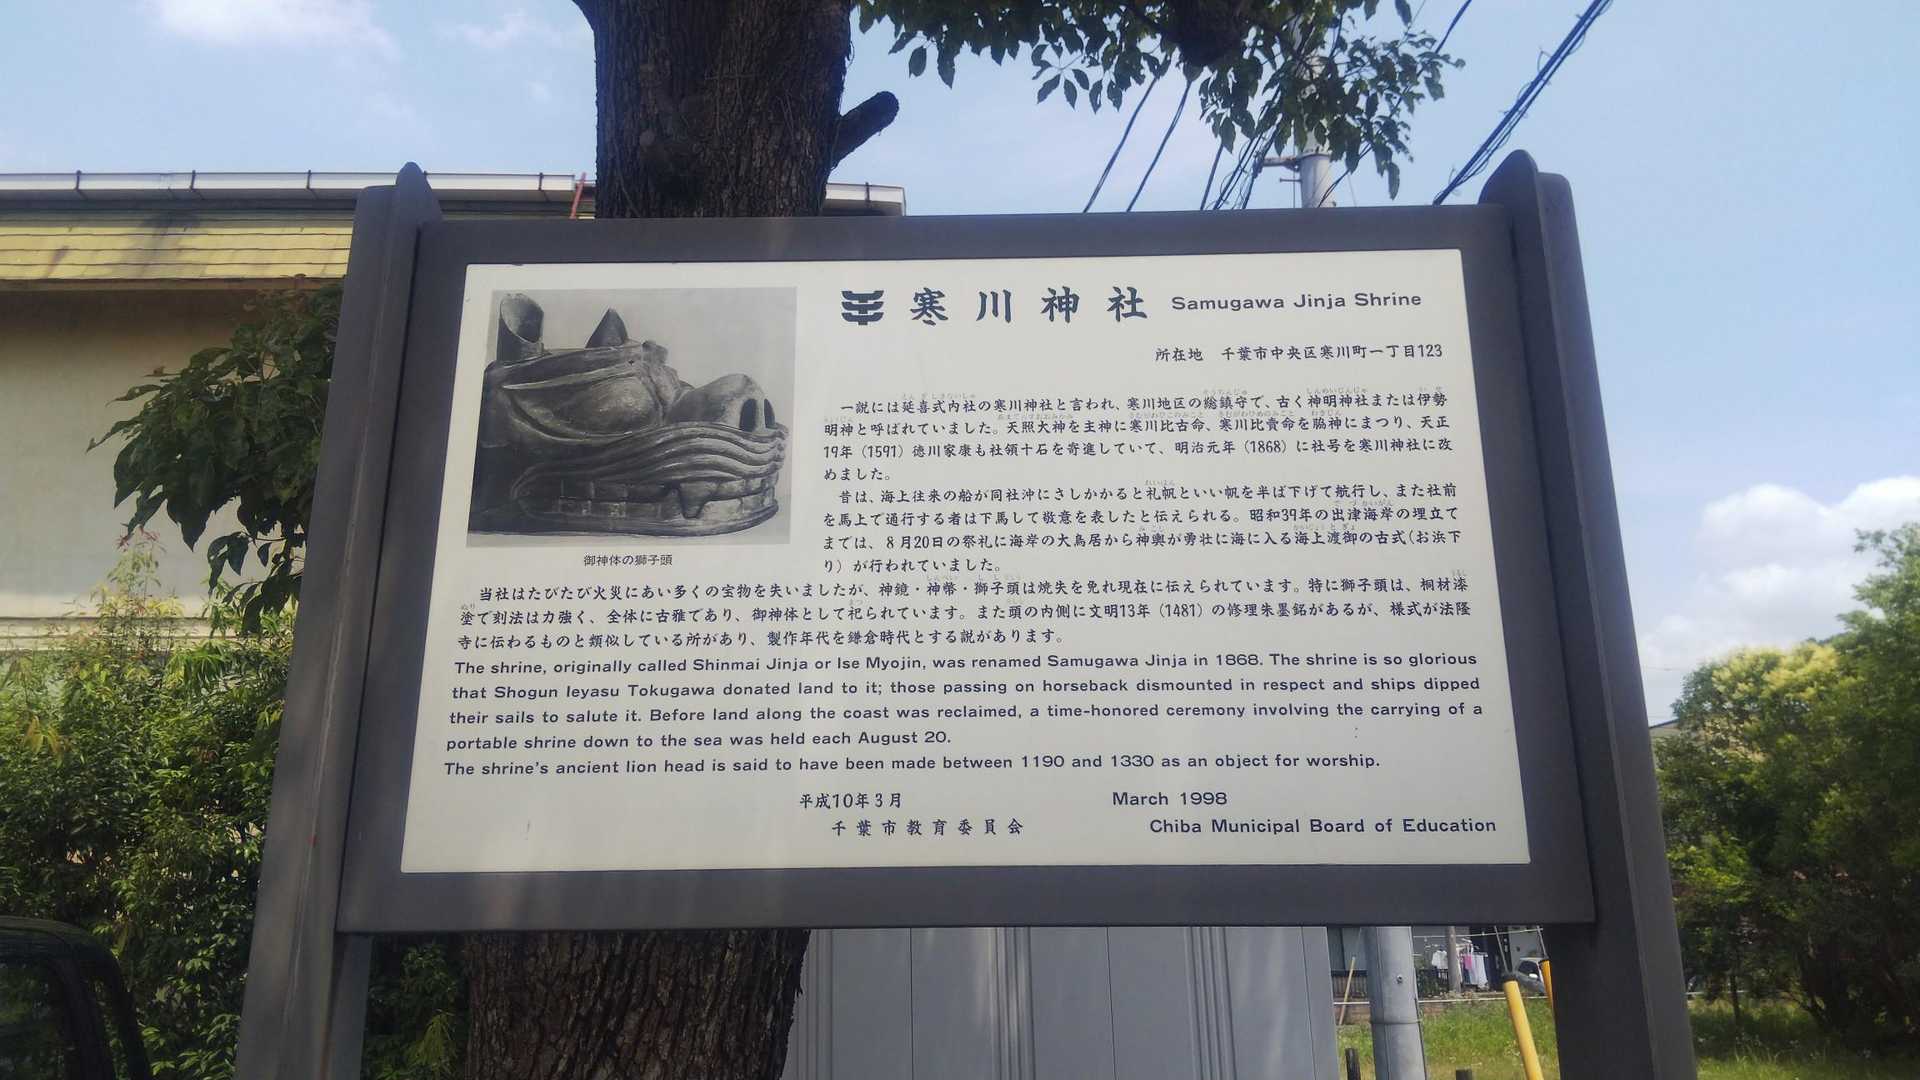 寒川神社 Samugawa Jinja Shrine
所在地 千葉市中央区寒川町一丁目123
一説には延喜式内社の寒川神社と言われ、寒川地区の総鎮守で、古く神明神社または伊勢
明神と呼ばれていました。天照大神を主神に寒川比古命、寒川比賣命を脇神にまつり、天正
19年（1591）徳川家康も社領十石を寄進していて、明治元年（1868）に社号を寒川神社に改
めました。
昔は、海上往来の船が同社沖にさしかかると礼帆といい帆を半ば下げて航行し、また社前
を馬上で通行する者は下馬して敬意を表したと伝えられる。昭和39年の出津海岸の埋立て
までは、8月20日の祭礼に海岸の大鳥居から神輿が勇壮に海に入る海上渡御の古式（お浜下
り）が行われていました。
御神体の獅子頭
当社はたびたび火災にあい多くの宝物を失いましたが、神鏡・神幣・獅子頭は焼失を免れ現在に伝えられています。特に獅子頭は、桐材漆
塗で刻法は力強く、全体に古雅であり、御神体として祀られています。また頭の内側に文明13年（1481）の修理朱墨銘があるが、様式が法隆
寺に伝わるものと類似している所があり、製作年代を鎌倉時代とする説があります。
The shrine, originally called Shinmai Jinja or Ise Myojin, was renamed Samugawa Jinja in 1868. The shrine is so glorious
that Shogun Ieyasu Tokugawa donated land to it; those passing on horseback dismounted in respect and ships dipped
their sails to salute it. Before land along the coast was reclaimed, a time-honored ceremony involving the carrying of a
portable shrine down to the sea was held each August 20.
The shrine's ancient lion head is said to have been made between 1190 and 1330 as an object for worship.
平成10年3月 March 1998
千葉市教育委員会 Chiba Municipal Board of Education